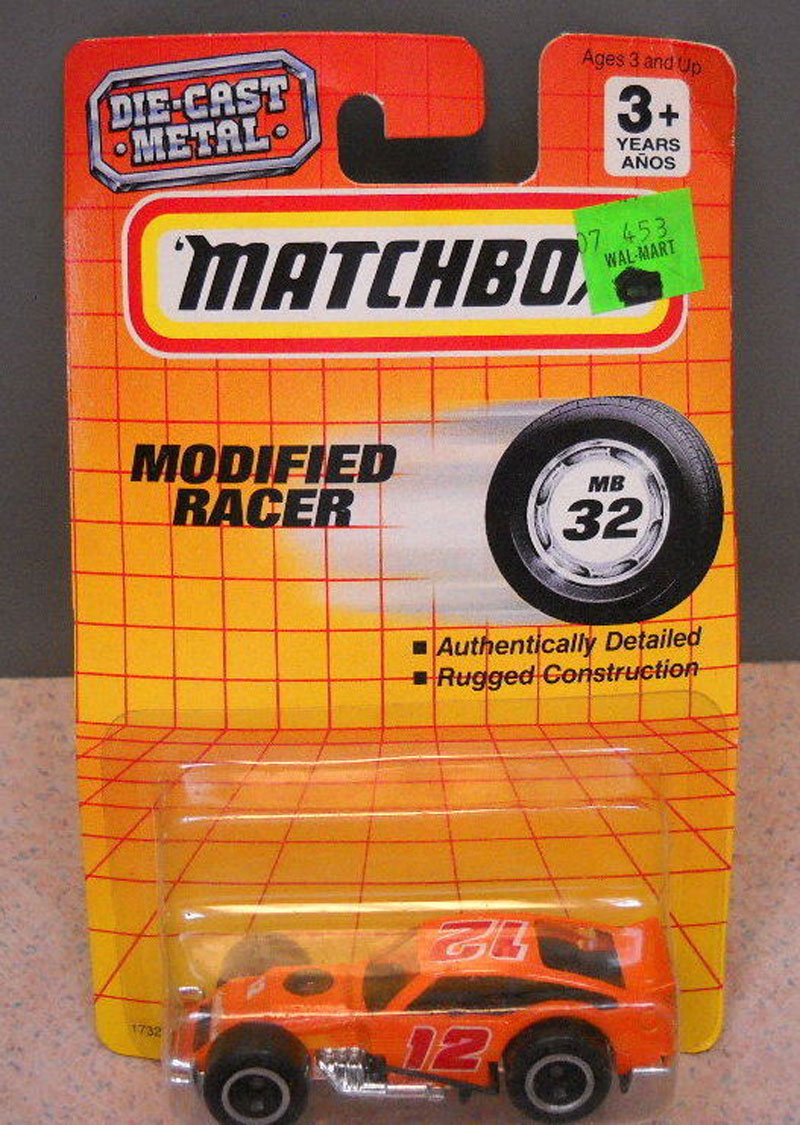 DIE-CAST
METAL
Ages 3 and Up
3+
YEARS
AÑOS
'MATCHBOX
07 453
WAL-MART
MODIFIED
RACER
MB
32
Authentically Detailed
Rugged Construction
12
12
1732